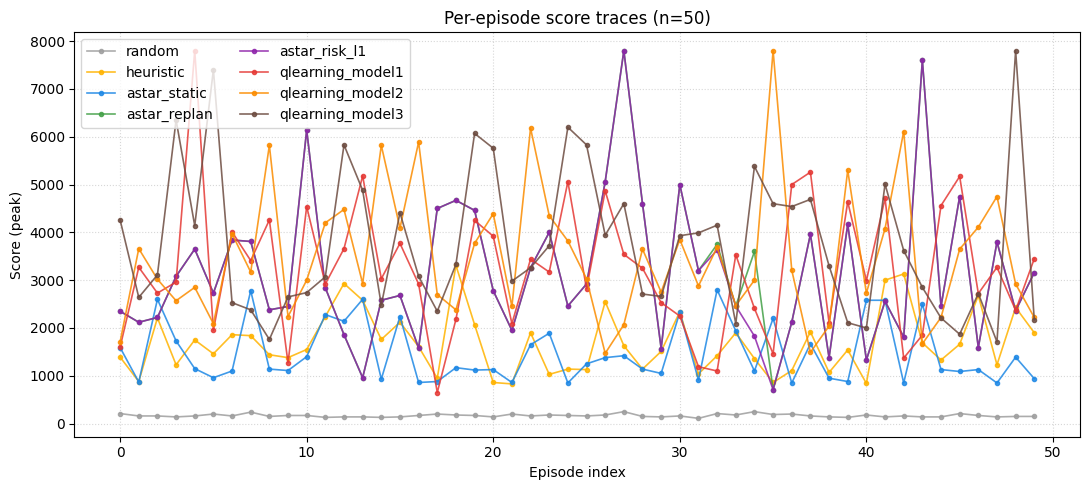 Per-episode score traces (n=50)
Score (peak)
8000
7000
6000
5000
4000
3000
2000
1000
0
random
heuristic
astar_static
astar_replan
astar_risk_l1
qlearning_model1
qlearning_model2
qlearning_model3
0 10 20 30 40 50
Episode index